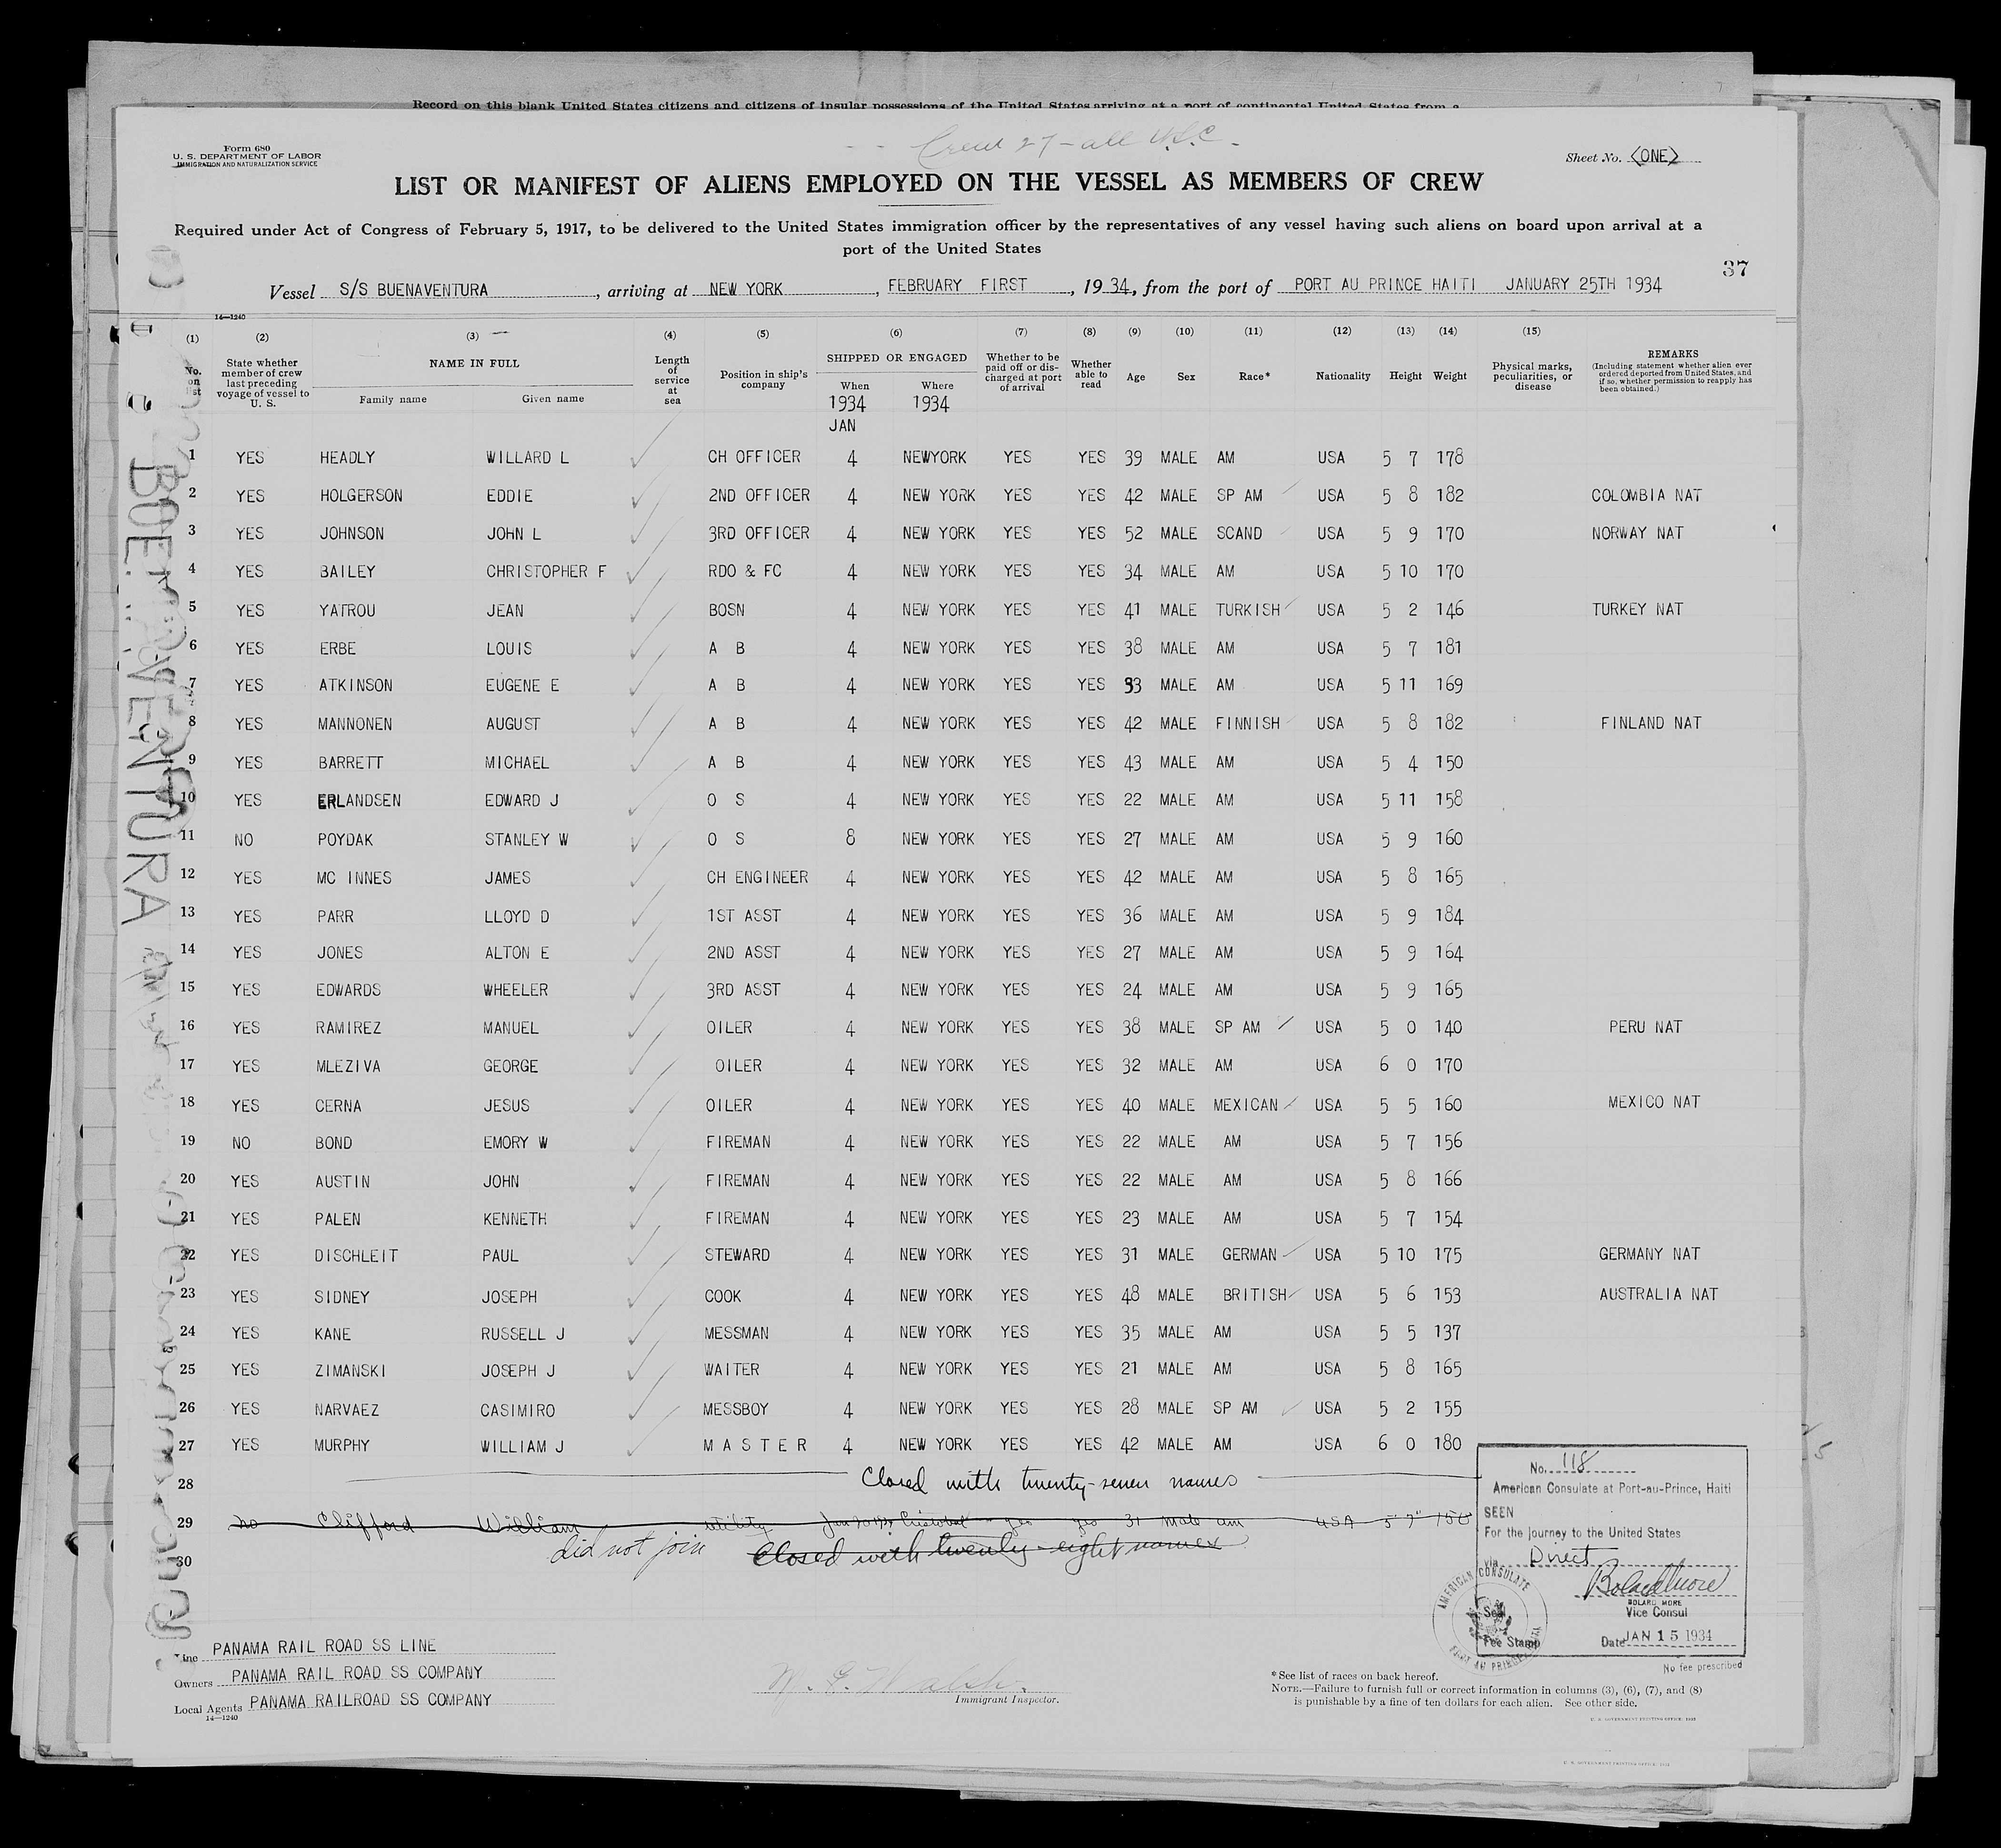 Record on this blank United States citizens and citizens of insular possessions of the United States arriving at a port of continental United States from a
Form 680
U. S. DEPARTMENT OF LABOR
IMMIGRATION AND NATURALIZATION SERVICE
Crew 27 - all U.S.C.
Sheet No. (ONE)
LIST OR MANIFEST OF ALIENS EMPLOYED ON THE VESSEL AS MEMBERS OF CREW
Required under Act of Congress of February 5, 1917, to be delivered to the United States immigration officer by the representatives of any vessel having such aliens on board upon arrival at a
port of the United States
37
Vessel S/S BUENAVENTURA, arriving at NEW YORK, FEBRUARY FIRST, 1934, from the port of PORT AU PRINCE HAITI JANUARY 25TH 1934
14—1240
(1) (2) (3) (4) (5) (6) (7) (8) (9) (10) (11) (12) (13) (14) (15)
No. on list State whether member of crew last preceding voyage of vessel to U. S. NAME IN FULL Family name Given name Length of service at sea Position in ship's company SHIPPED OR ENGAGED When Where Whether to be paid off or discharged at port of arrival Whether able to read Age Sex Race* Nationality Height Weight Physical marks, peculiarities, or disease REMARKS (Including statement whether alien ever ordered deported from United States, and if so, whether permission to reapply has been obtained.)
1934 1934
JAN
1 YES HEADLY WILLARD L CH OFFICER 4 NEWYORK YES YES 39 MALE AM USA 5 7 178
2 YES HOLGERSON EDDIE 2ND OFFICER 4 NEW YORK YES YES 42 MALE SP AM USA 5 8 182 COLOMBIA NAT
3 YES JOHNSON JOHN L 3RD OFFICER 4 NEW YORK YES YES 52 MALE SCAND USA 5 9 170 NORWAY NAT
4 YES BAILEY CHRISTOPHER F RDO & FC 4 NEW YORK YES YES 34 MALE AM USA 5 10 170
5 YES YATROU JEAN BOSN 4 NEW YORK YES YES 41 MALE TURKISH USA 5 2 146 TURKEY NAT
6 YES ERBE LOUIS A B 4 NEW YORK YES YES 38 MALE AM USA 5 7 181
7 YES ATKINSON EUGENE E A B 4 NEW YORK YES YES 33 MALE AM USA 5 11 169
8 YES MANNONEN AUGUST A B 4 NEW YORK YES YES 42 MALE FINNISH USA 5 8 182 FINLAND NAT
9 YES BARRETT MICHAEL A B 4 NEW YORK YES YES 43 MALE AM USA 5 4 150
10 YES ERLANDSEN EDWARD J O S 4 NEW YORK YES YES 22 MALE AM USA 5 11 158
11 NO POYDAK STANLEY W O S 8 NEW YORK YES YES 27 MALE AM USA 5 9 160
12 YES MC INNES JAMES CH ENGINEER 4 NEW YORK YES YES 42 MALE AM USA 5 8 165
13 YES PARR LLOYD D 1ST ASST 4 NEW YORK YES YES 36 MALE AM USA 5 9 184
14 YES JONES ALTON E 2ND ASST 4 NEW YORK YES YES 27 MALE AM USA 5 9 164
15 YES EDWARDS WHEELER 3RD ASST 4 NEW YORK YES YES 24 MALE AM USA 5 9 165
16 YES RAMIREZ MANUEL OILER 4 NEW YORK YES YES 38 MALE SP AM USA 5 0 140 PERU NAT
17 YES MLEZIVA GEORGE OILER 4 NEW YORK YES YES 32 MALE AM USA 6 0 170
18 YES CERNA JESUS OILER 4 NEW YORK YES YES 40 MALE MEXICAN USA 5 5 160 MEXICO NAT
19 NO BOND EMORY W FIREMAN 4 NEW YORK YES YES 22 MALE AM USA 5 7 156
20 YES AUSTIN JOHN FIREMAN 4 NEW YORK YES YES 22 MALE AM USA 5 8 166
21 YES PALEN KENNETH FIREMAN 4 NEW YORK YES YES 23 MALE AM USA 5 7 154
22 YES DISCHLEIT PAUL STEWARD 4 NEW YORK YES YES 31 MALE GERMAN USA 5 10 175 GERMANY NAT
23 YES SIDNEY JOSEPH COOK 4 NEW YORK YES YES 48 MALE BRITISH USA 5 6 153 AUSTRALIA NAT
24 YES KANE RUSSELL J MESSMAN 4 NEW YORK YES YES 35 MALE AM USA 5 5 137
25 YES ZIMANSKI JOSEPH J WAITER 4 NEW YORK YES YES 21 MALE AM USA 5 8 165
26 YES NARVAEZ CASIMIRO MESSBOY 4 NEW YORK YES YES 28 MALE SP AM USA 5 2 155
27 YES MURPHY WILLIAM J MASTER 4 NEW YORK YES YES 42 MALE AM USA 6 0 180
28 Closed with twenty-seven names
29 no Clifford William utility Cristobal yes yes 31 Male am USA 5 7 150
30 did not join Closed with twenty-eight names
BUENAVENTURA
No. 118
American Consulate at Port-au-Prince, Haiti
SEEN
For the journey to the United States
via Direct
Bolard More
BOLARD MORE
Vice Consul
Date JAN 15 1934
AMERICAN CONSULATE
PORT AU PRINCE, HAITI
Seal
Fee Stamp
No fee prescribed
Line PANAMA RAIL ROAD SS LINE
Owners PANAMA RAIL ROAD SS COMPANY
Local Agents PANAMA RAILROAD SS COMPANY
14—1240
Walsh
Immigrant Inspector.
*See list of races on back hereof.
NOTE.—Failure to furnish full or correct information in columns (3), (6), (7), and (8)
is punishable by a fine of ten dollars for each alien. See other side.
U. S. GOVERNMENT PRINTING OFFICE: 1933